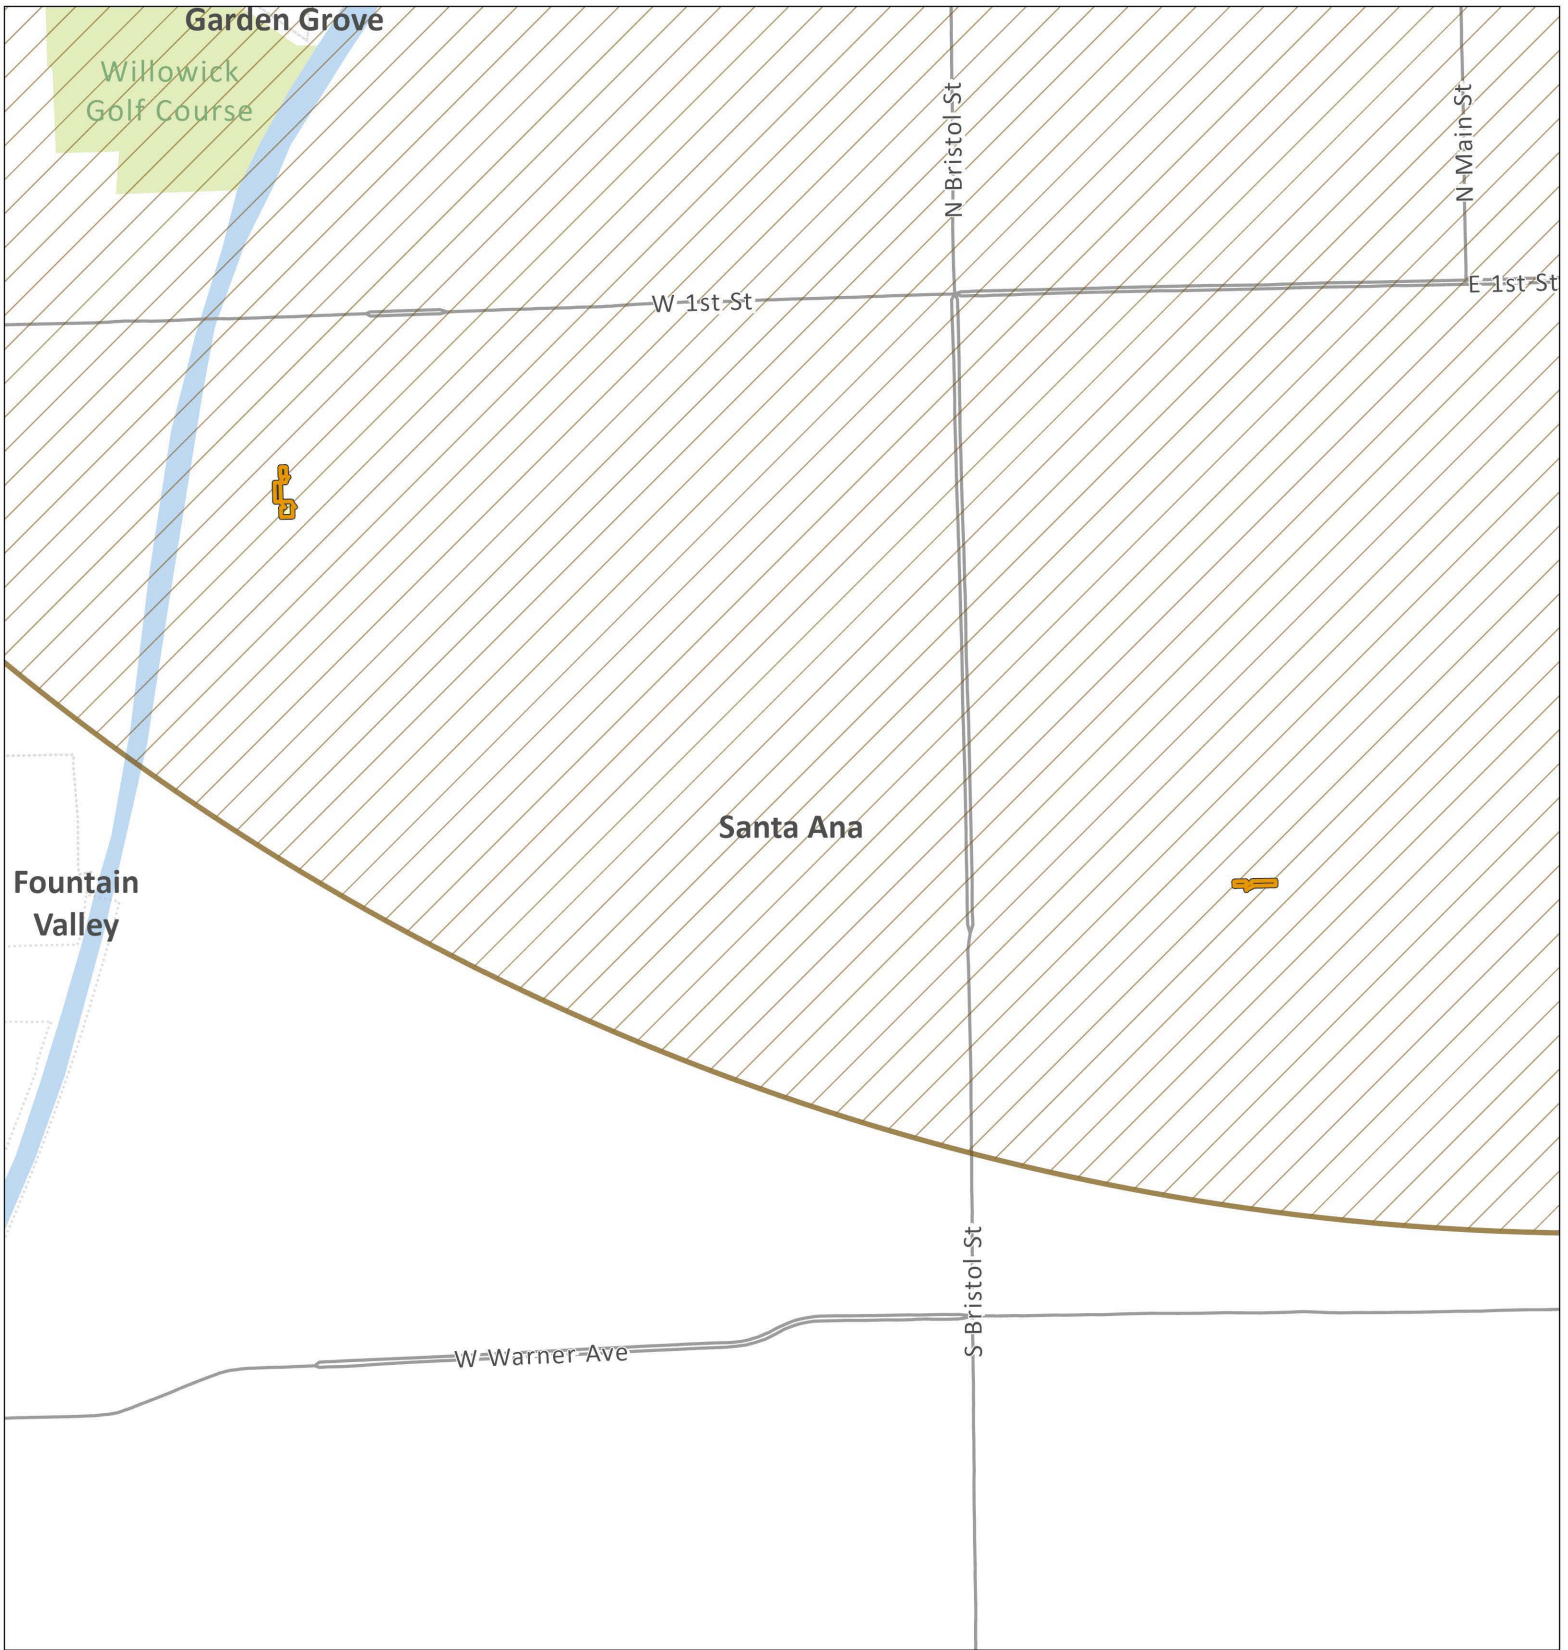 Garden Grove
Willowick
Golf Course
N Bristol St
N Main St
E 1st St
W 1st St
Santa Ana
Fountain
Valley
S Bristol St
W Warner Ave